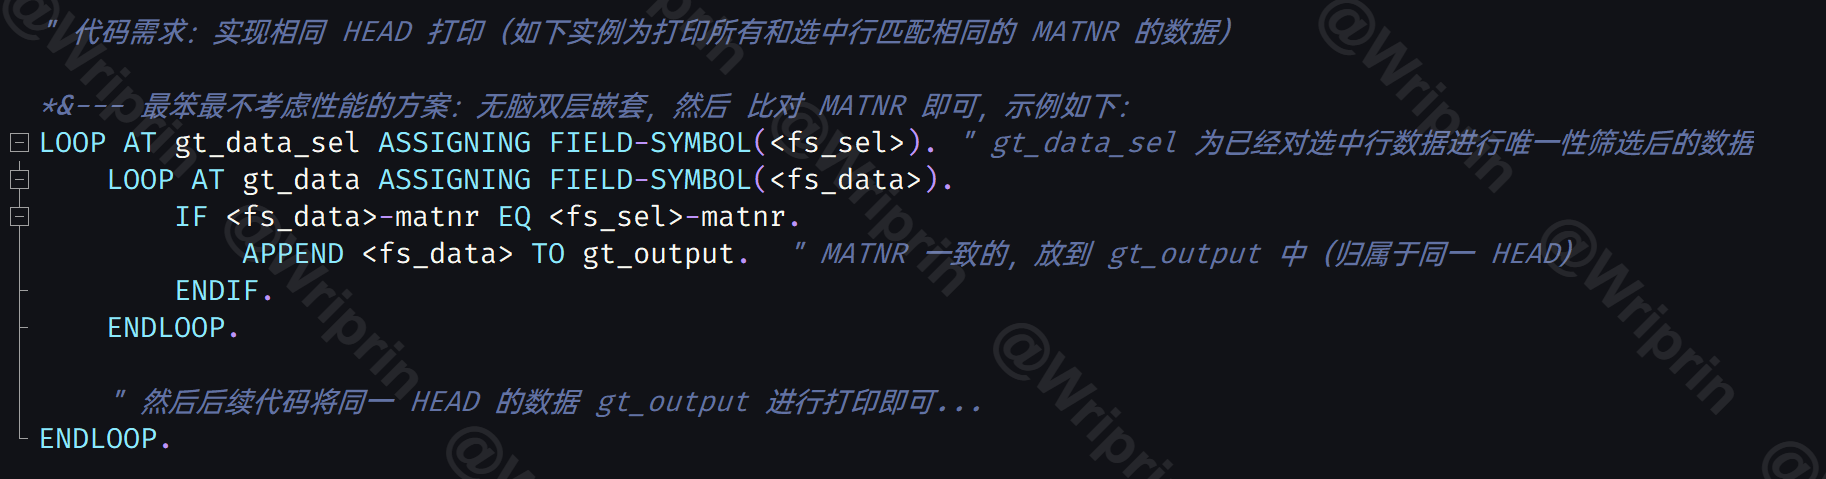 " 代码需求：实现相同 HEAD 打印（如下实例为打印所有和选中行匹配相同的 MATNR 的数据）
*&--- 最笨最不考虑性能的方案：无脑双层嵌套，然后 比对 MATNR 即可，示例如下：
LOOP AT gt_data_sel ASSIGNING FIELD-SYMBOL(<fs_sel>). " gt_data_sel 为已经对选中行数据进行唯一性筛选后的数据
LOOP AT gt_data ASSIGNING FIELD-SYMBOL(<fs_data>).
IF <fs_data>-matnr EQ <fs_sel>-matnr.
APPEND <fs_data> TO gt_output. " MATNR 一致的，放到 gt_output 中（归属于同一 HEAD）
ENDIF.
ENDLOOP.
" 然后后续代码将同一 HEAD 的数据 gt_output 进行打印即可...
ENDLOOP.
@Wriprin
@Wriprin
@Wriprin
@Wriprin
@Wriprin
@Wriprin